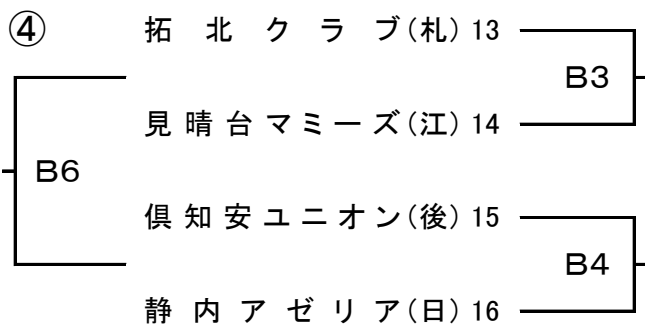 ④ 拓北クラブ(札) 13
B3
見晴台マミーズ(江) 14
B6
倶知安ユニオン(後) 15
B4
静内アゼリア(日) 16